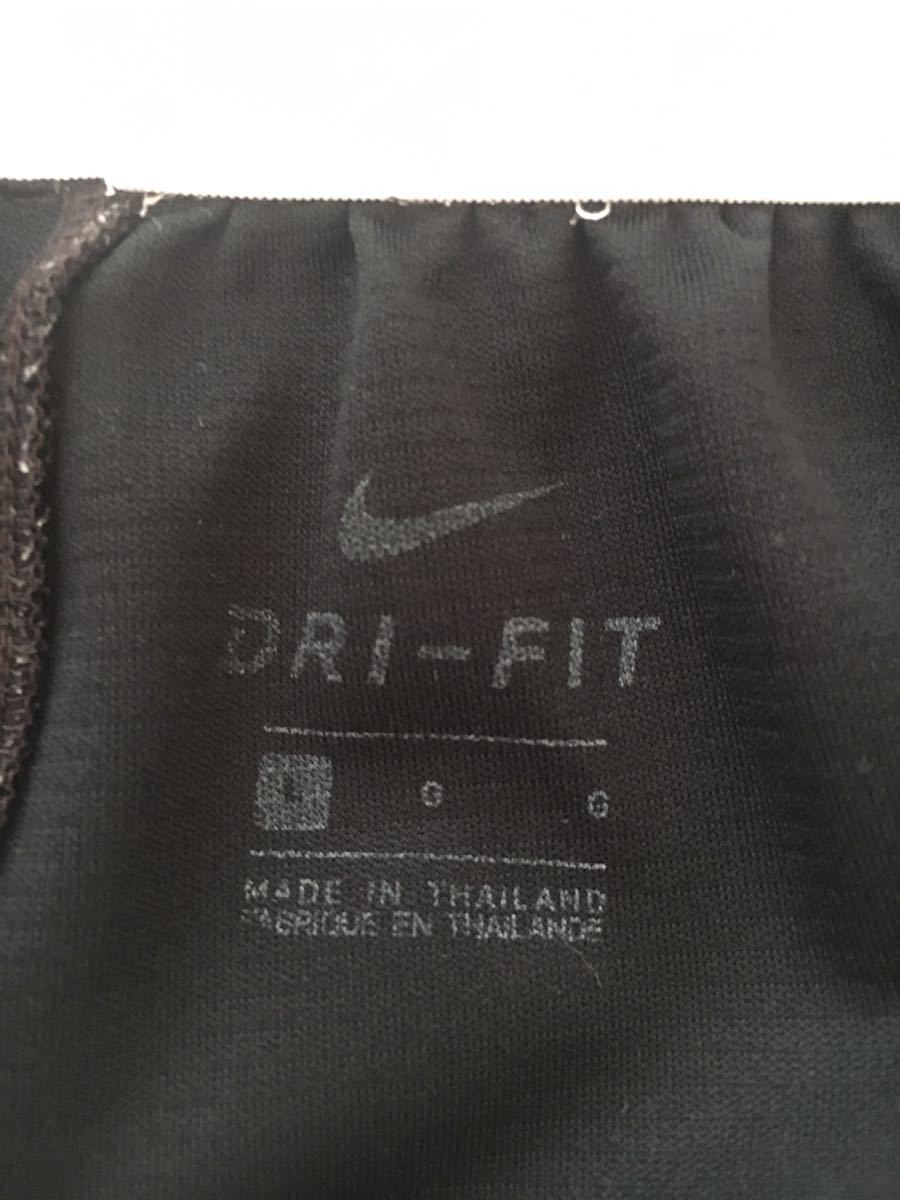 DRI-FIT
L G G
MADE IN THAILAND
FABRIQUE EN THAILANDE